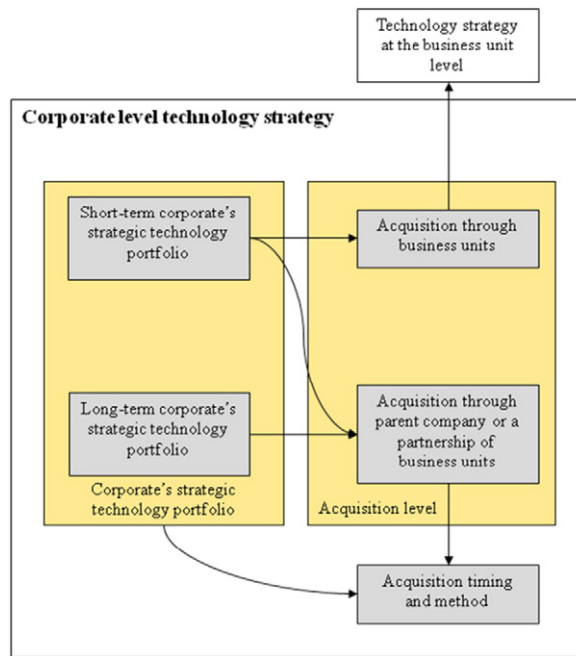 Technology strategy
at the business unit
level
Corporate level technology strategy
Short-term corporate's
strategic technology
portfolio
Acquisition through
business units
Long-term corporate's
strategic technology
portfolio
Acquisition through
parent company or a
partnership of
business units
Corporate's strategic
technology portfolio
Acquisition level
Acquisition timing
and method